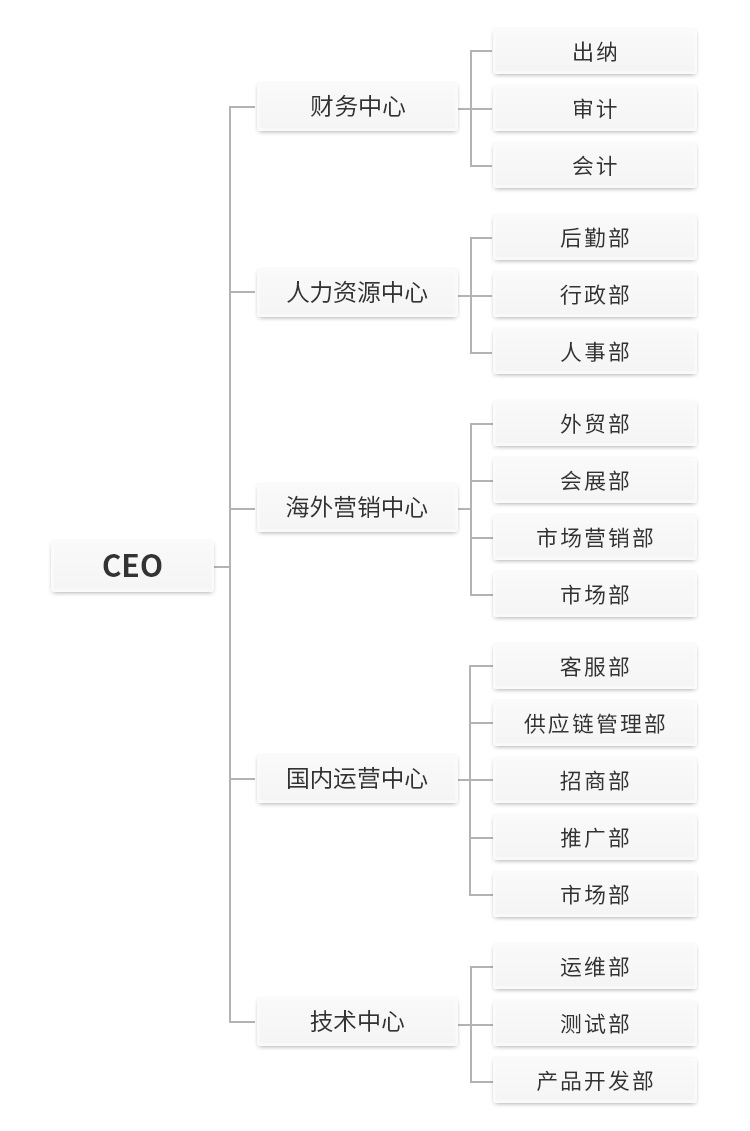 CEO
财务中心
出纳
审计
会计
人力资源中心
后勤部
行政部
人事部
海外营销中心
外贸部
会展部
市场营销部
市场部
国内运营中心
客服部
供应链管理部
招商部
推广部
市场部
技术中心
运维部
测试部
产品开发部